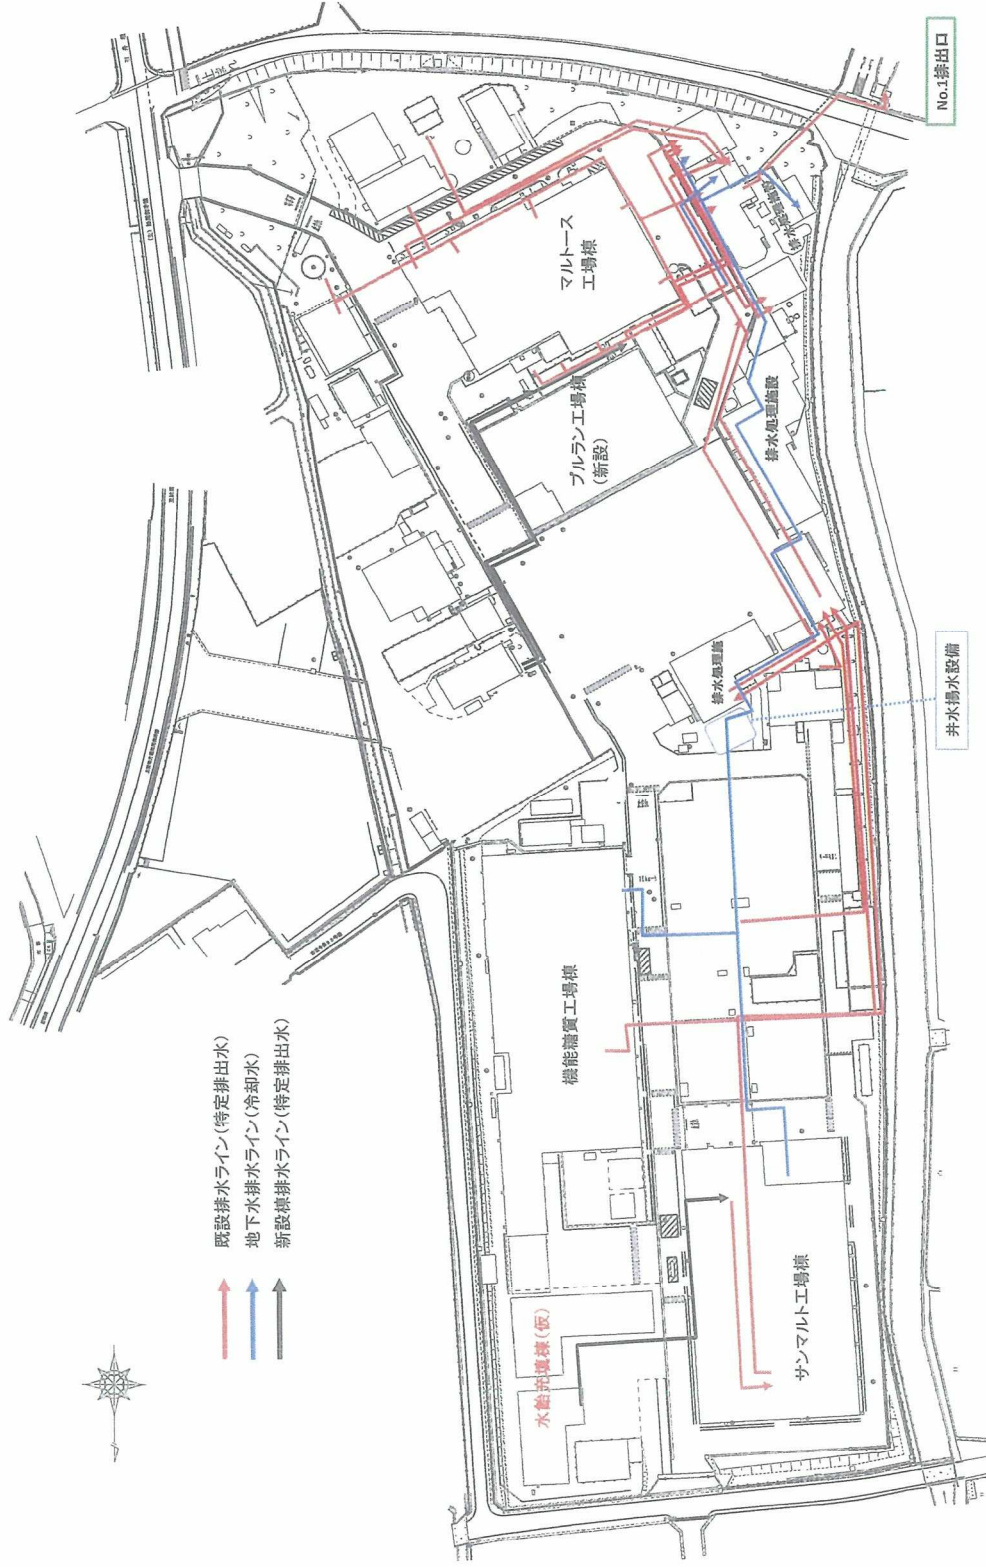 既設排水ライン(特定排出水)
地下水排水ライン(冷却水)
新設棟排水ライン(特定排出水)
水飴充填棟(仮)
サンマルト工場棟
機能糖質工場棟
排水処理施
井水揚水設備
プルラン工場棟
(新設)
排水処理施設
マルトース
工場棟
排水処理施設
No.1排出口